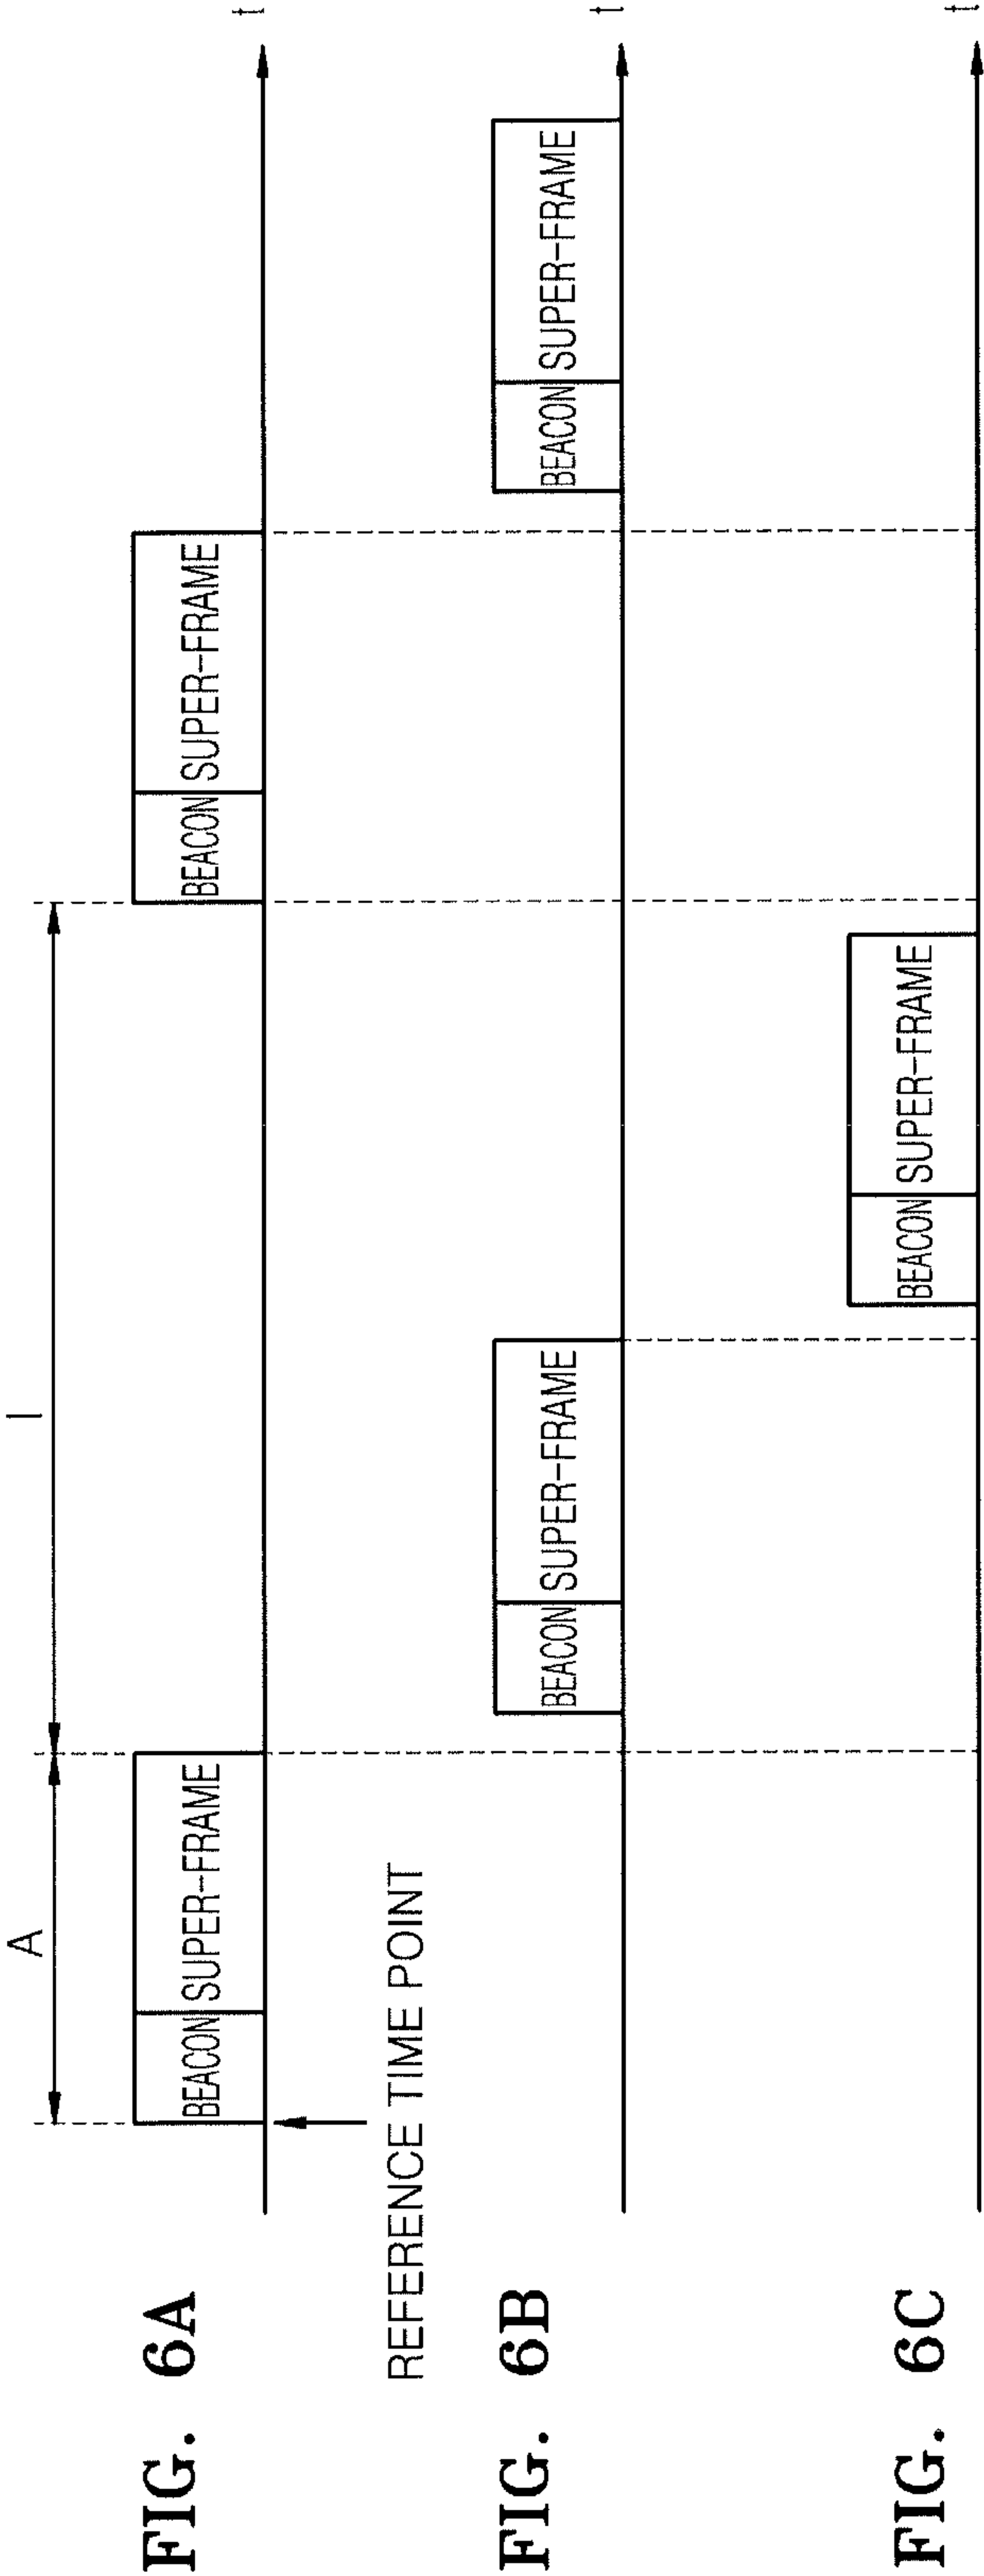 A
I
BEACON SUPER-FRAME
BEACON SUPER-FRAME
t
FIG. 6A
REFERENCE TIME POINT
BEACON SUPER-FRAME
BEACON SUPER-FRAME
t
FIG. 6B
BEACON SUPER-FRAME
t
FIG. 6C